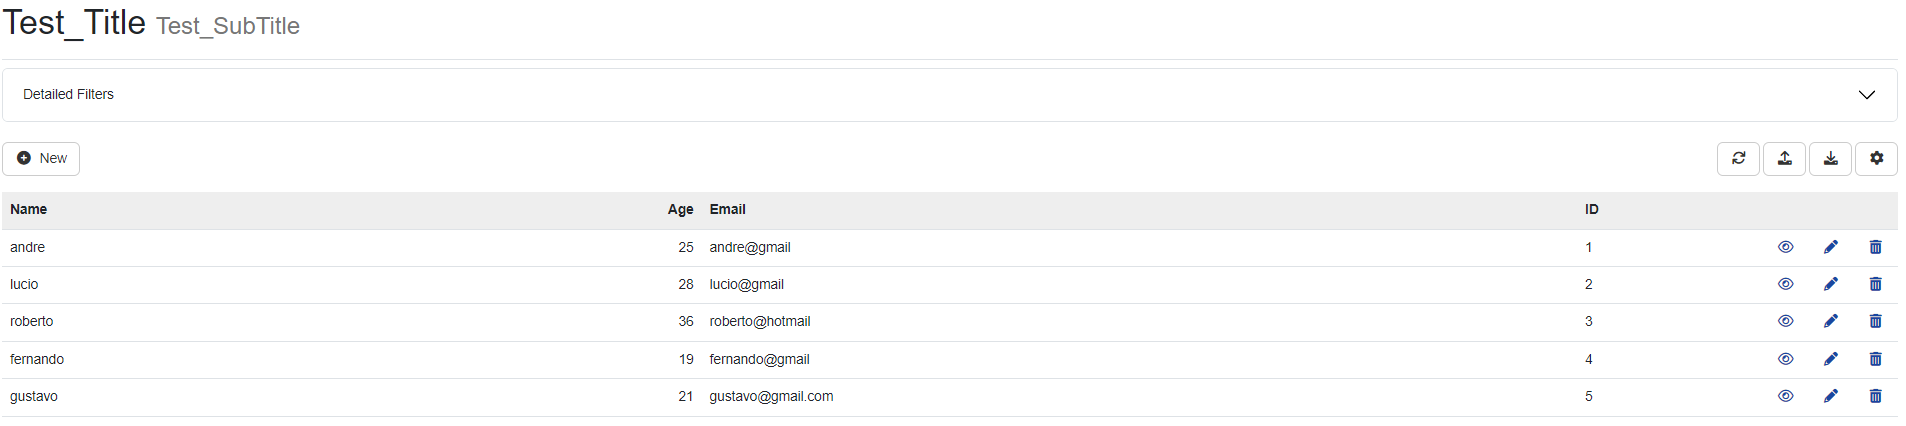 Test_Title Test_SubTitle
Detailed Filters
New
Name Age Email ID
andre 25 andre@gmail 1
lucio 28 lucio@gmail 2
roberto 36 roberto@hotmail 3
fernando 19 fernando@gmail 4
gustavo 21 gustavo@gmail.com 5